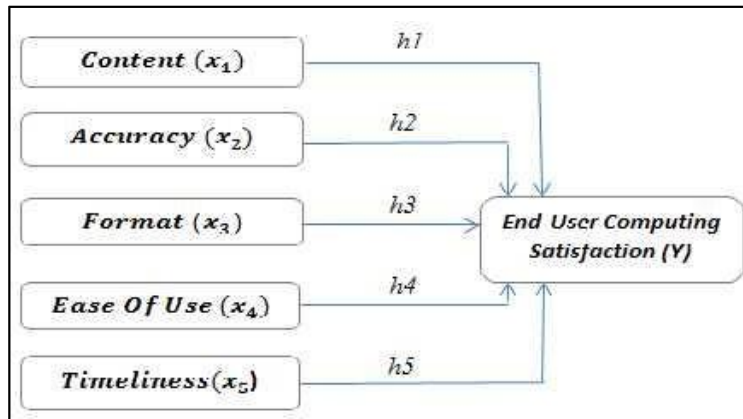 Content (x₁)
h1
Accuracy (x₂)
h2
Format (x₃)
h3
End User Computing
Satisfaction (Y)
Ease Of Use (x₄)
h4
Timeliness(x₅)
h5